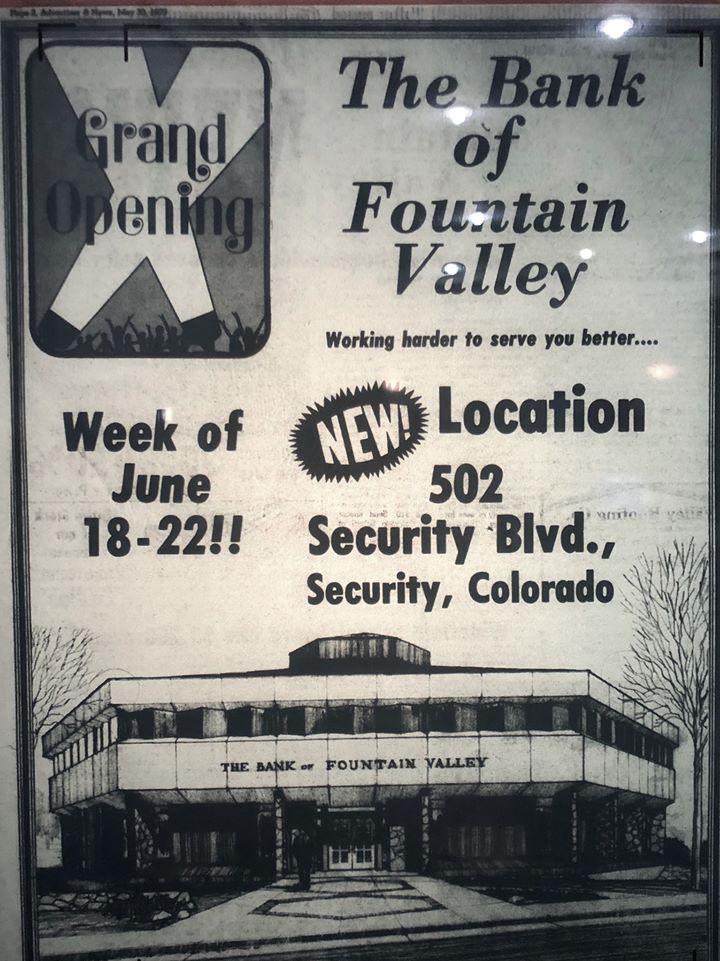 Page 2, Advertiser & News, May 30, 1979
Grand
Opening
The Bank
of
Fountain
Valley
Working harder to serve you better....
Week of
June
18-22!!
NEW! Location
502
Security Blvd.,
Security, Colorado
THE BANK OF FOUNTAIN VALLEY